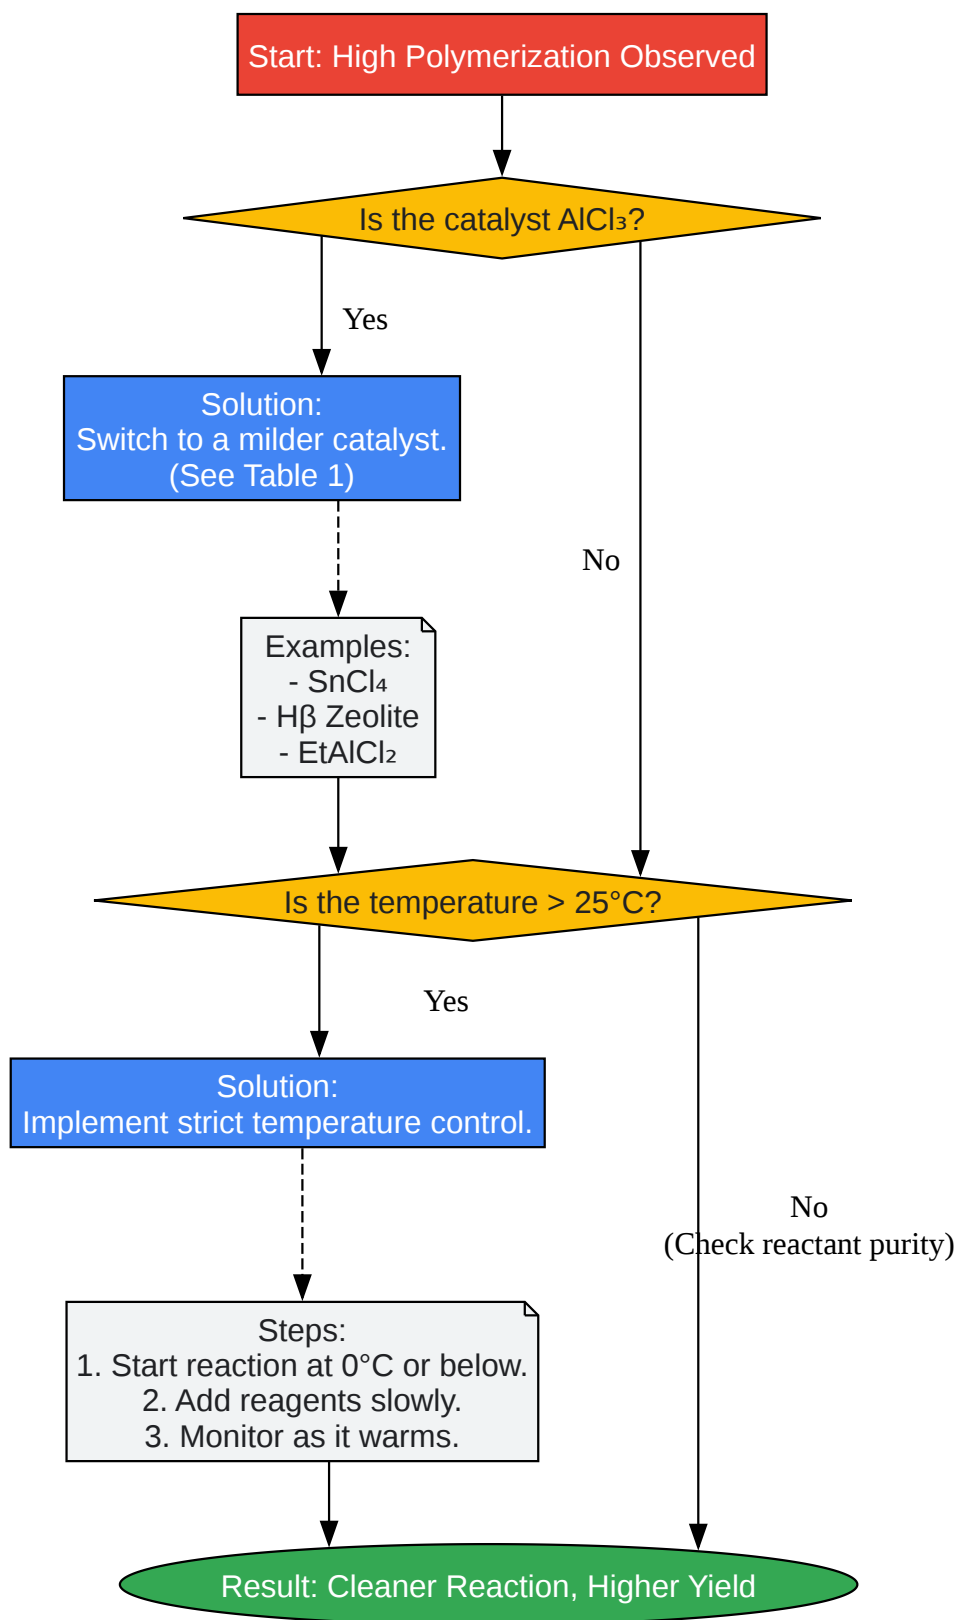 Start: High Polymerization Observed
Is the catalyst AlCl₃?
Yes
Solution:
Switch to a milder catalyst.
(See Table 1)
No
Examples:
- SnCl₄
- Hβ Zeolite
- EtAlCl₂
Is the temperature > 25°C?
Yes
Solution:
Implement strict temperature control.
No
(Check reactant purity)
Steps:
1. Start reaction at 0°C or below.
2. Add reagents slowly.
3. Monitor as it warms.
Result: Cleaner Reaction, Higher Yield